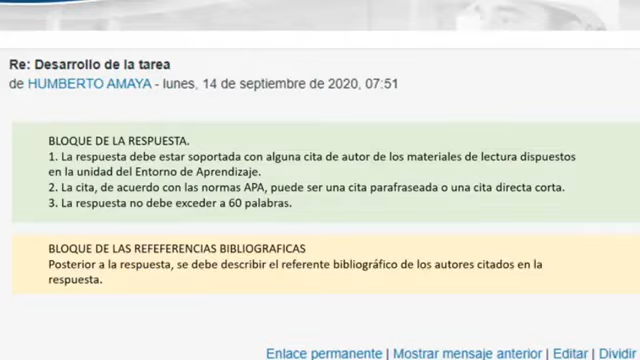 Re: Desarrollo de la tarea
de HUMBERTO AMAYA - lunes, 14 de septiembre de 2020, 07:51
BLOQUE DE LA RESPUESTA.
1. La respuesta debe estar soportada con alguna cita de autor de los materiales de lectura dispuestos
en la unidad del Entorno de Aprendizaje.
2. La cita, de acuerdo con las normas APA, puede ser una cita parafraseada o una cita directa corta.
3. La respuesta no debe exceder a 60 palabras.
BLOQUE DE LAS REFEFERENCIAS BIBLIOGRAFICAS
Posterior a la respuesta, se debe describir el referente bibliográfico de los autores citados en la
respuesta.
Enlace permanente | Mostrar mensaje anterior | Editar | Dividir